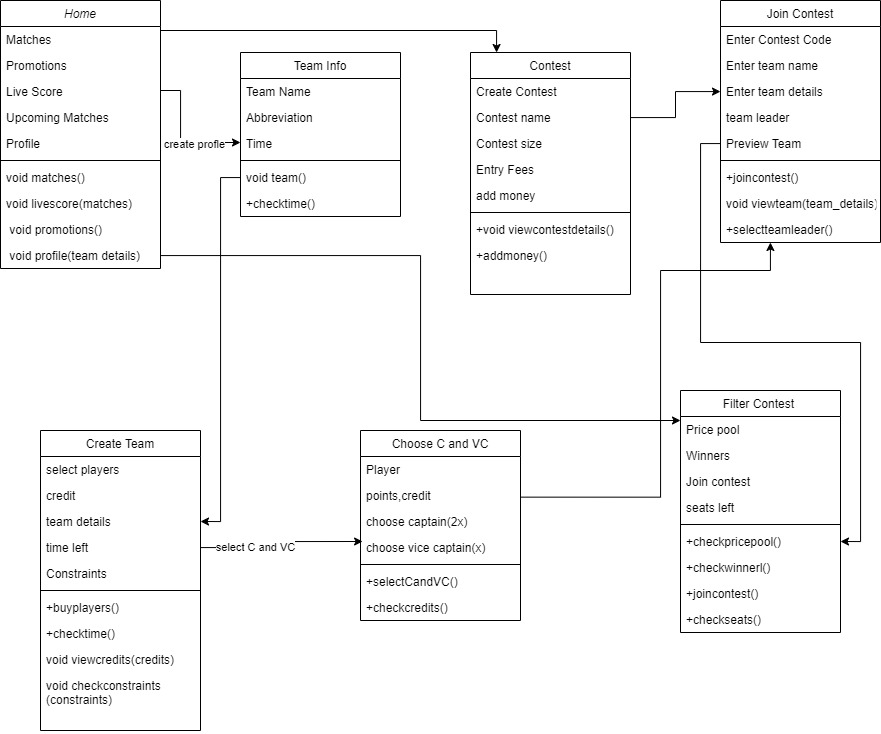 Home
Matches
Promotions
Live Score
Upcoming Matches
Profile
void matches()
void livescore(matches)
void promotions()
void profile(team details)
create profle
Team Info
Team Name
Abbreviation
Time
void team()
+checktime()
Contest
Create Contest
Contest name
Contest size
Entry Fees
add money
+void viewcontestdetails()
+addmoney()
Join Contest
Enter Contest Code
Enter team name
Enter team details
team leader
Preview Team
+joincontest()
void viewteam(team_details)
+selectteamleader()
Create Team
select players
credit
team details
time left
Constraints
+buyplayers()
+checktime()
void viewcredits(credits)
void checkconstraints
(constraints)
select C and VC
Choose C and VC
Player
points,credit
choose captain(2x)
choose vice captain(x)
+selectCandVC()
+checkcredits()
Filter Contest
Price pool
Winners
Join contest
seats left
+checkpricepool()
+checkwinnerl()
+joincontest()
+checkseats()